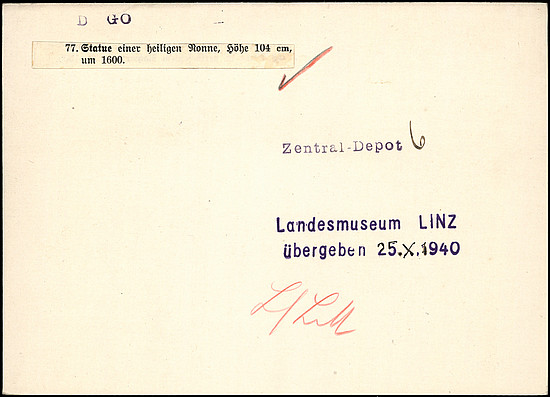 GO
77. Statue einer heiligen Nonne, Höhe 104 cm,
um 1600.
Zentral-Depot 6
Landesmuseum LINZ
übergeben 25.X.1940